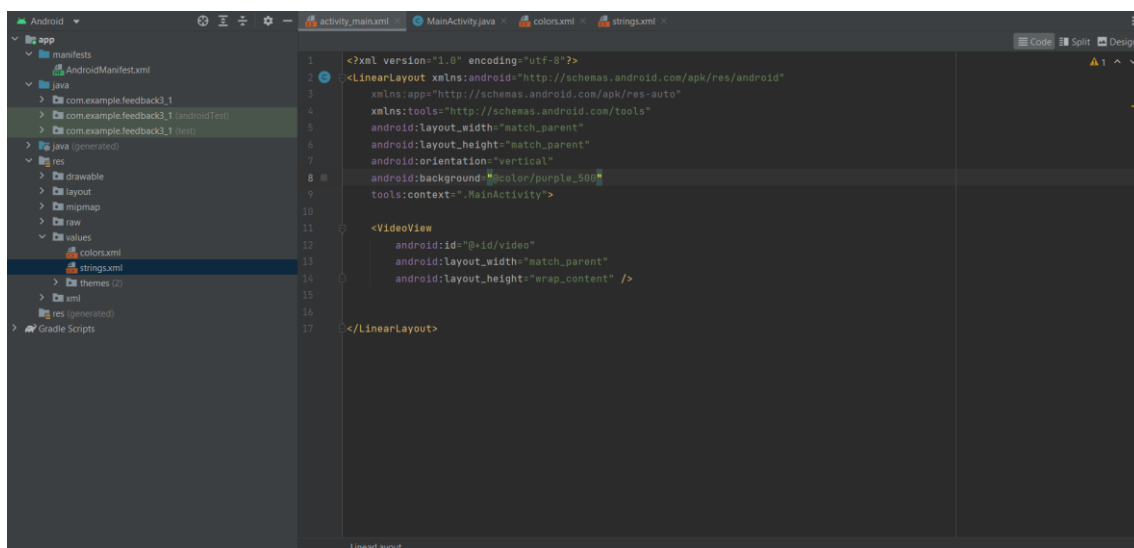 Android
activity_main.xml
MainActivity.java
colors.xml
strings.xml
Code
Split
Design
app
manifests
AndroidManifest.xml
java
com.example.feedback3_1
com.example.feedback3_1 (androidTest)
com.example.feedback3_1 (test)
java (generated)
res
drawable
layout
mipmap
raw
values
colors.xml
strings.xml
themes (2)
xml
res (generated)
Gradle Scripts
1 <?xml version="1.0" encoding="utf-8"?>
2 <LinearLayout xmlns:android="http://schemas.android.com/apk/res/android"
3 xmlns:app="http://schemas.android.com/apk/res-auto"
4 xmlns:tools="http://schemas.android.com/tools"
5 android:layout_width="match_parent"
6 android:layout_height="match_parent"
7 android:orientation="vertical"
8 android:background="@color/purple_500"
9 tools:context=".MainActivity">
10
11 <VideoView
12 android:id="@+id/video"
13 android:layout_width="match_parent"
14 android:layout_height="wrap_content" />
15
16
17 </LinearLayout>
1
LinearLayout